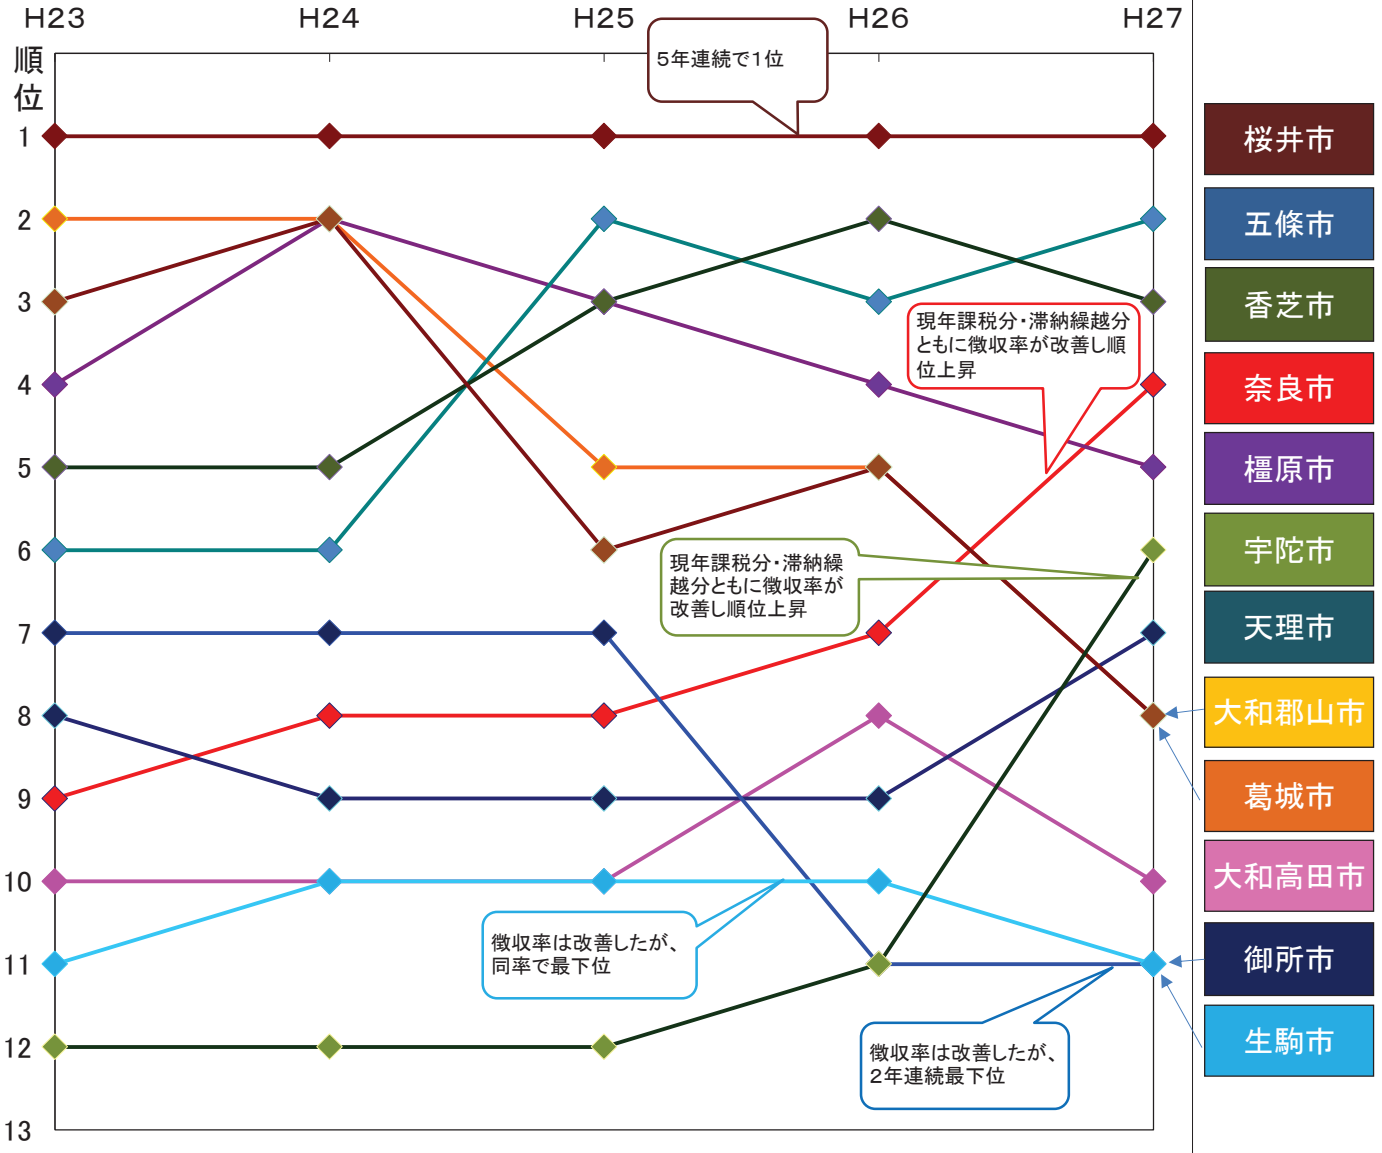 H23
H24
H25
H26
H27
順
位
1
2
3
4
5
6
7
8
9
10
11
12
13
5年連続で1位
現年課税分・滞納繰越分
ともに徴収率が改善し順
位上昇
現年課税分・滞納繰
越分ともに徴収率が
改善し順位上昇
徴収率は改善したが、
同率で最下位
徴収率は改善したが、
2年連続最下位
桜井市
五條市
香芝市
奈良市
橿原市
宇陀市
天理市
大和郡山市
葛城市
大和高田市
御所市
生駒市